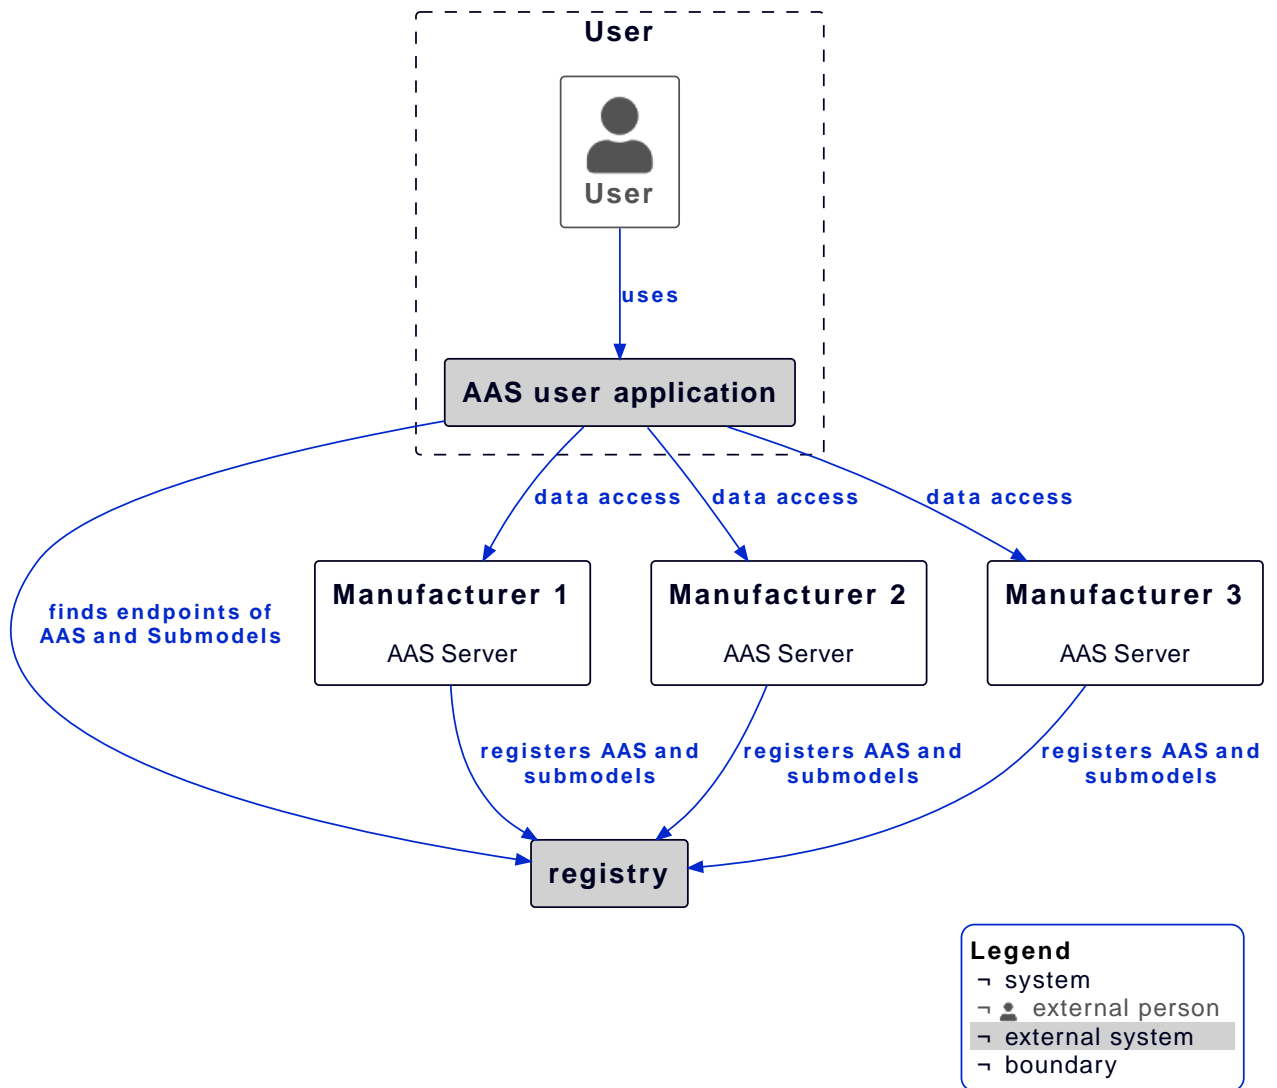 User
User
uses
AAS user application
data access
data access
data access
Manufacturer 1
AAS Server
Manufacturer 2
AAS Server
Manufacturer 3
AAS Server
finds endpoints of
AAS and Submodels
registers AAS and
submodels
registers AAS and
submodels
registers AAS and
submodels
registry
Legend
¬ system
¬ external person
¬ external system
¬ boundary